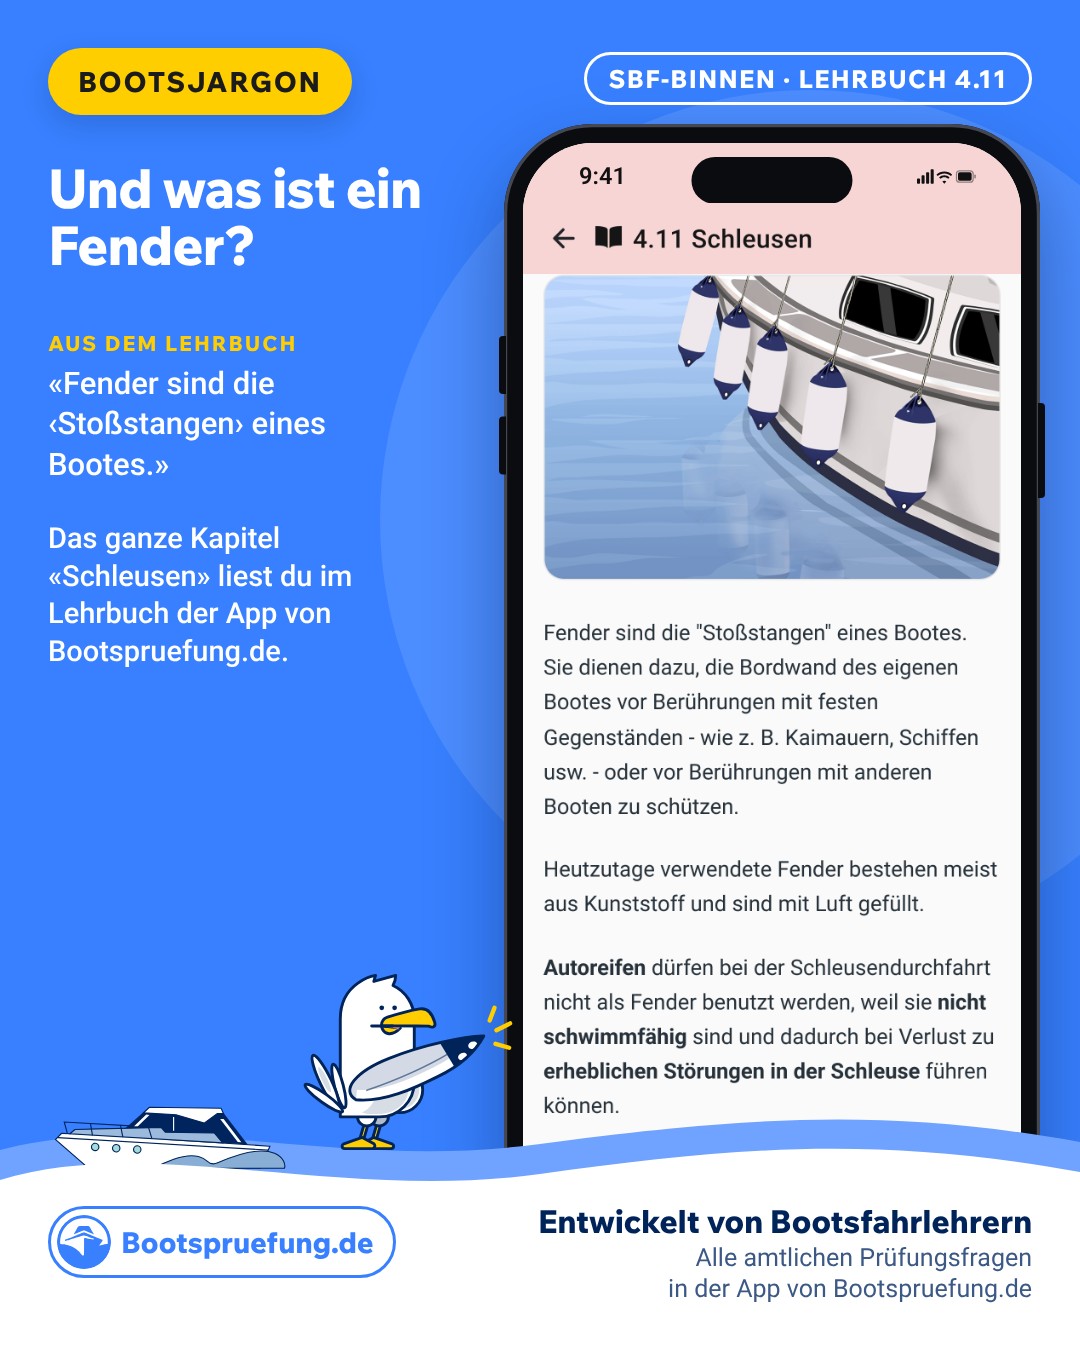 BOOTSJARGON
SBF-BINNEN · LEHRBUCH 4.11
Und was ist ein
Fender?
AUS DEM LEHRBUCH
«Fender sind die
‹Stoßstangen› eines
Bootes.»
Das ganze Kapitel
«Schleusen» liest du im
Lehrbuch der App von
Bootspruefung.de.
9:41
4.11 Schleusen
Fender sind die "Stoßstangen" eines Bootes.
Sie dienen dazu, die Bordwand des eigenen
Bootes vor Berührungen mit festen
Gegenständen - wie z. B. Kaimauern, Schiffen
usw. - oder vor Berührungen mit anderen
Booten zu schützen.
Heutzutage verwendete Fender bestehen meist
aus Kunststoff und sind mit Luft gefüllt.
Autoreifen dürfen bei der Schleusendurchfahrt
nicht als Fender benutzt werden, weil sie nicht
schwimmfähig sind und dadurch bei Verlust zu
erheblichen Störungen in der Schleuse führen
können.
Bootspruefung.de
Entwickelt von Bootsfahrlehrern
Alle amtlichen Prüfungsfragen
in der App von Bootspruefung.de